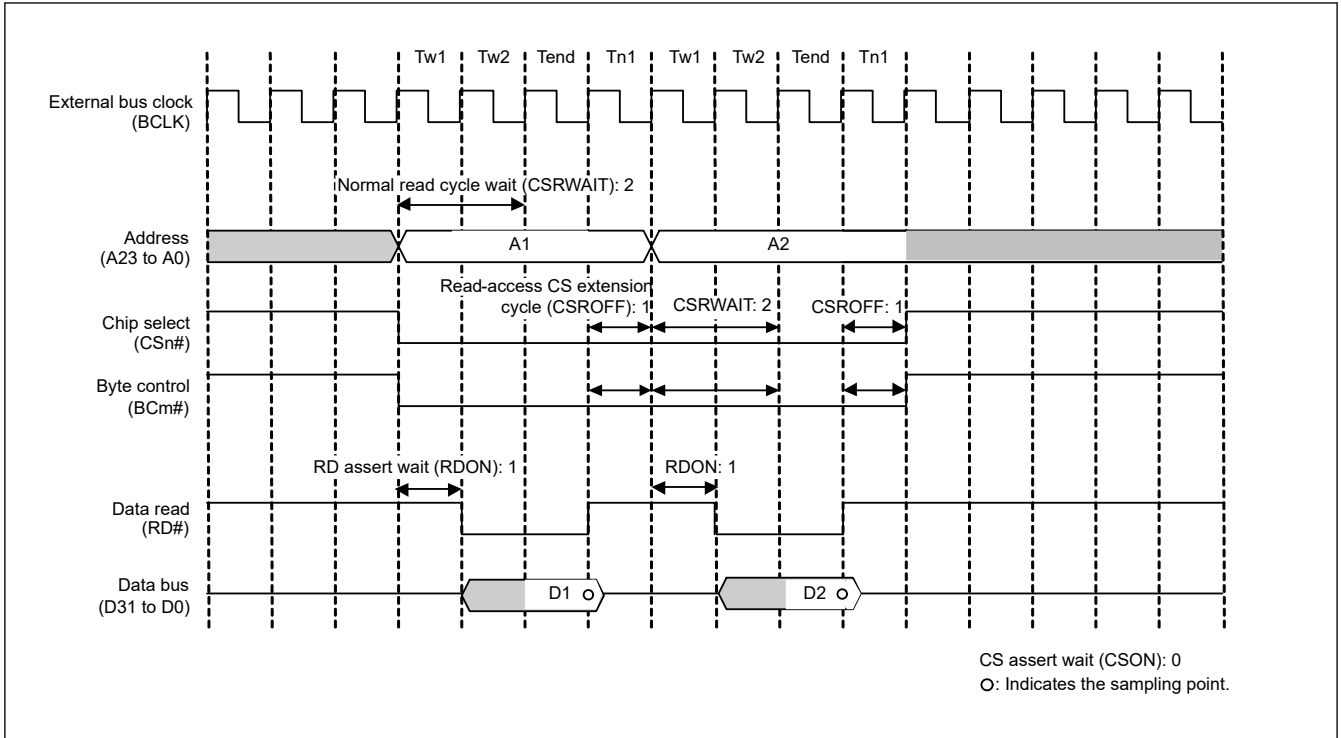 Tw1 Tw2 Tend Tn1 Tw1 Tw2 Tend Tn1
External bus clock
(BCLK)
Normal read cycle wait (CSRWAIT): 2
Address
(A23 to A0)
A1 A2
Read-access CS extension
cycle (CSROFF): 1 CSRWAIT: 2 CSROFF: 1
Chip select
(CSn#)
Byte control
(BCm#)
RD assert wait (RDON): 1 RDON: 1
Data read
(RD#)
Data bus
(D31 to D0)
D1 D2
CS assert wait (CSON): 0
O: Indicates the sampling point.